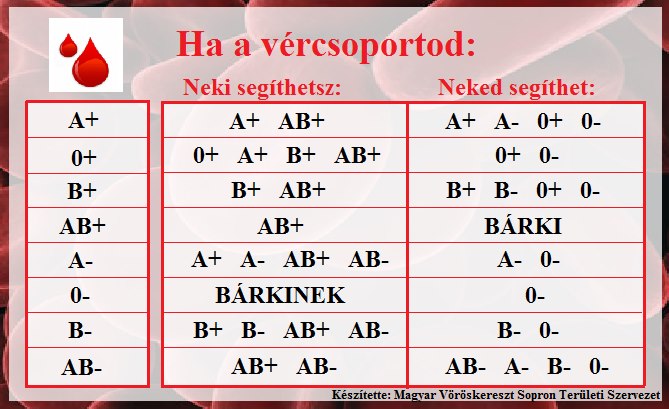 Ha a vércsoportod:
Neki segíthetsz: Neked segíthet:
A+ A+ AB+ A+ A- 0+ 0-
0+ 0+ A+ B+ AB+ 0+ 0-
B+ B+ AB+ B+ B- 0+ 0-
AB+ AB+ BÁRKI
A- A+ A- AB+ AB- A- 0-
0- BÁRKINEK 0-
B- B+ B- AB+ AB- B- 0-
AB- AB+ AB- AB- A- B- 0-
Készítette: Magyar Vöröskereszt Sopron Területi Szervezet